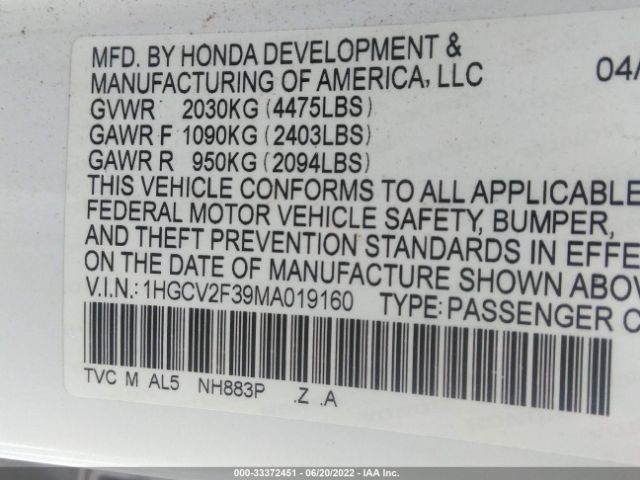 MFD. BY HONDA DEVELOPMENT &
MANUFACTURING OF AMERICA, LLC 04/
GVWR 2030KG (4475LBS)
GAWR F 1090KG (2403LBS)
GAWR R 950KG (2094LBS)
THIS VEHICLE CONFORMS TO ALL APPLICABLE
FEDERAL MOTOR VEHICLE SAFETY, BUMPER,
AND THEFT PREVENTION STANDARDS IN EFFE
ON THE DATE OF MANUFACTURE SHOWN ABOV
V.I.N.: 1HGCV2F39MA019160 TYPE: PASSENGER C
TVC M AL5 NH883P .Z .A
© - 33372451 - 06/20/2022 - IAA Inc.